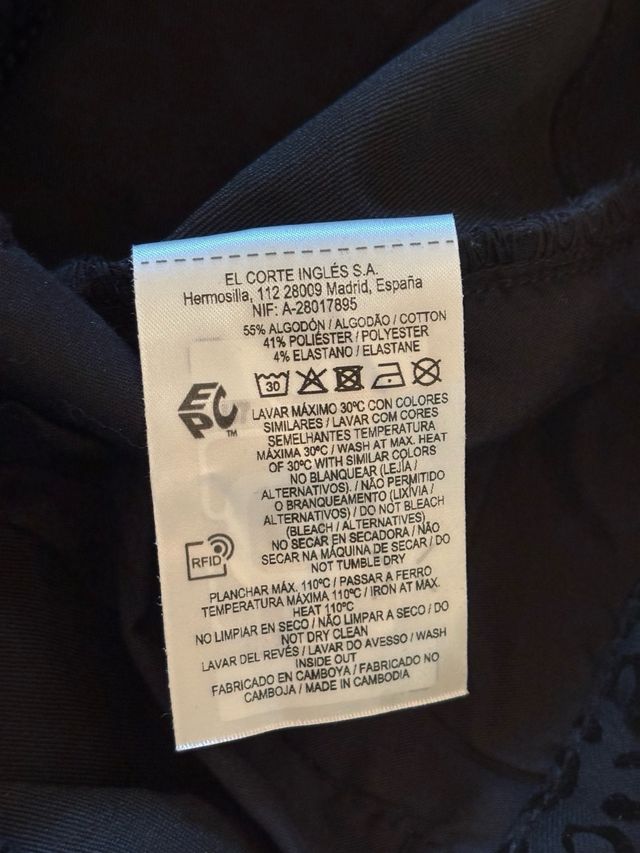 EL CORTE INGLÉS S.A.
Hermosilla, 112 28009 Madrid, España
NIF: A-28017895
55% ALGODÓN / ALGODÃO / COTTON
41% POLIÉSTER / POLYESTER
4% ELASTANO / ELASTANE
30
EPC TM
LAVAR MÁXIMO 30ºC CON COLORES
SIMILARES / LAVAR COM CORES
SEMELHANTES TEMPERATURA
MÁXIMA 30ºC / WASH AT MAX. HEAT
OF 30ºC WITH SIMILAR COLORS
NO BLANQUEAR (LEJÍA /
ALTERNATIVOS). / NÃO PERMITIDO
O BRANQUEAMENTO (LIXÍVIA /
ALTERNATIVOS) / DO NOT BLEACH
(BLEACH / ALTERNATIVES)
NO SECAR EN SECADORA / NÃO
SECAR NA MÁQUINA DE SECAR / DO
NOT TUMBLE DRY
RFID
PLANCHAR MÁX. 110ºC / PASSAR A FERRO
TEMPERATURA MÁXIMA 110ºC / IRON AT MAX.
HEAT 110ºC
NO LIMPIAR EN SECO / NÃO LIMPAR A SECO / DO
NOT DRY CLEAN
LAVAR DEL REVÉS / LAVAR DO AVESSO / WASH
INSIDE OUT
FABRICADO EN CAMBOYA / FABRICADO NO
CAMBOJA / MADE IN CAMBODIA